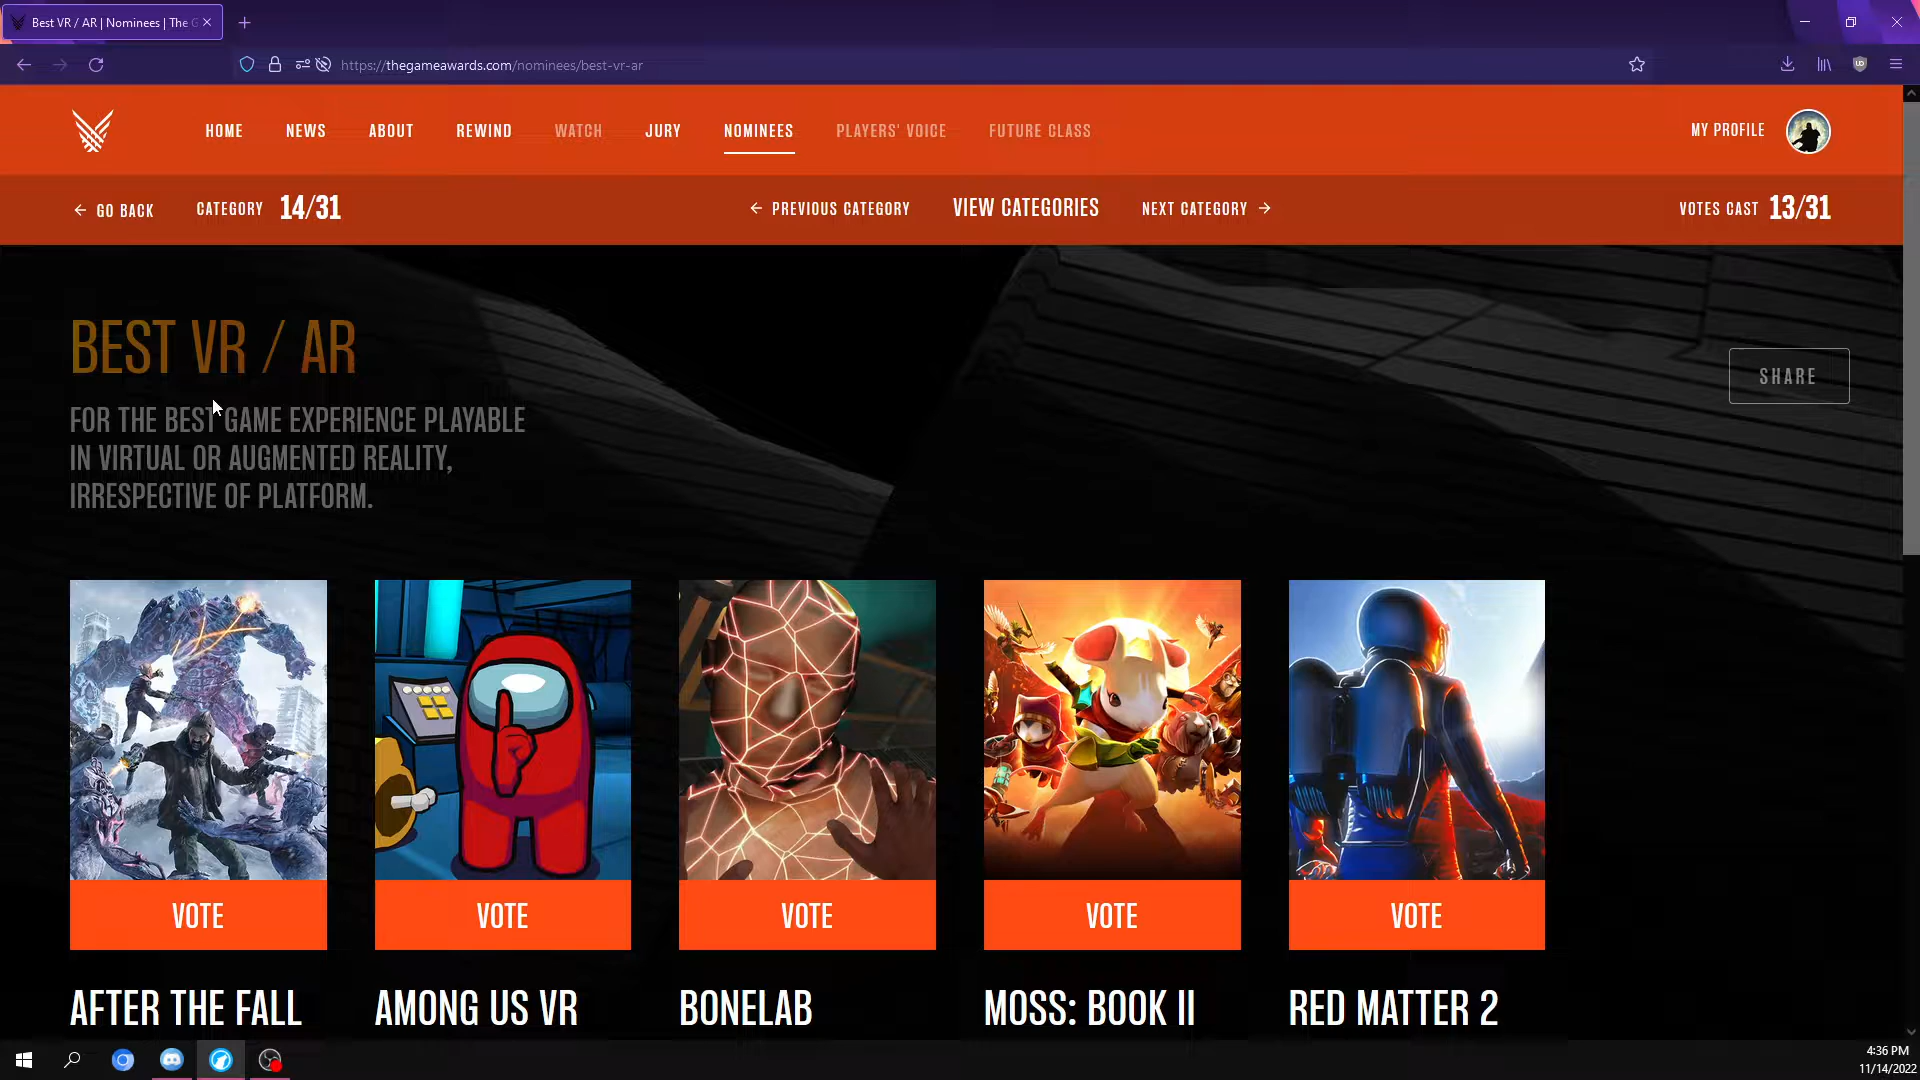 Best VR / AR | Nominees | The G
https://thegameawards.com/nominees/best-vr-ar
HOME
NEWS
ABOUT
REWIND
WATCH
JURY
NOMINEES
PLAYERS' VOICE
FUTURE CLASS
MY PROFILE
GO BACK
CATEGORY 14/31
PREVIOUS CATEGORY
VIEW CATEGORIES
NEXT CATEGORY
VOTES CAST 13/31
BEST VR / AR
FOR THE BEST GAME EXPERIENCE PLAYABLE
IN VIRTUAL OR AUGMENTED REALITY,
IRRESPECTIVE OF PLATFORM.
SHARE
VOTE
VOTE
VOTE
VOTE
VOTE
AFTER THE FALL
AMONG US VR
BONELAB
MOSS: BOOK II
RED MATTER 2
4:36 PM
11/14/2022